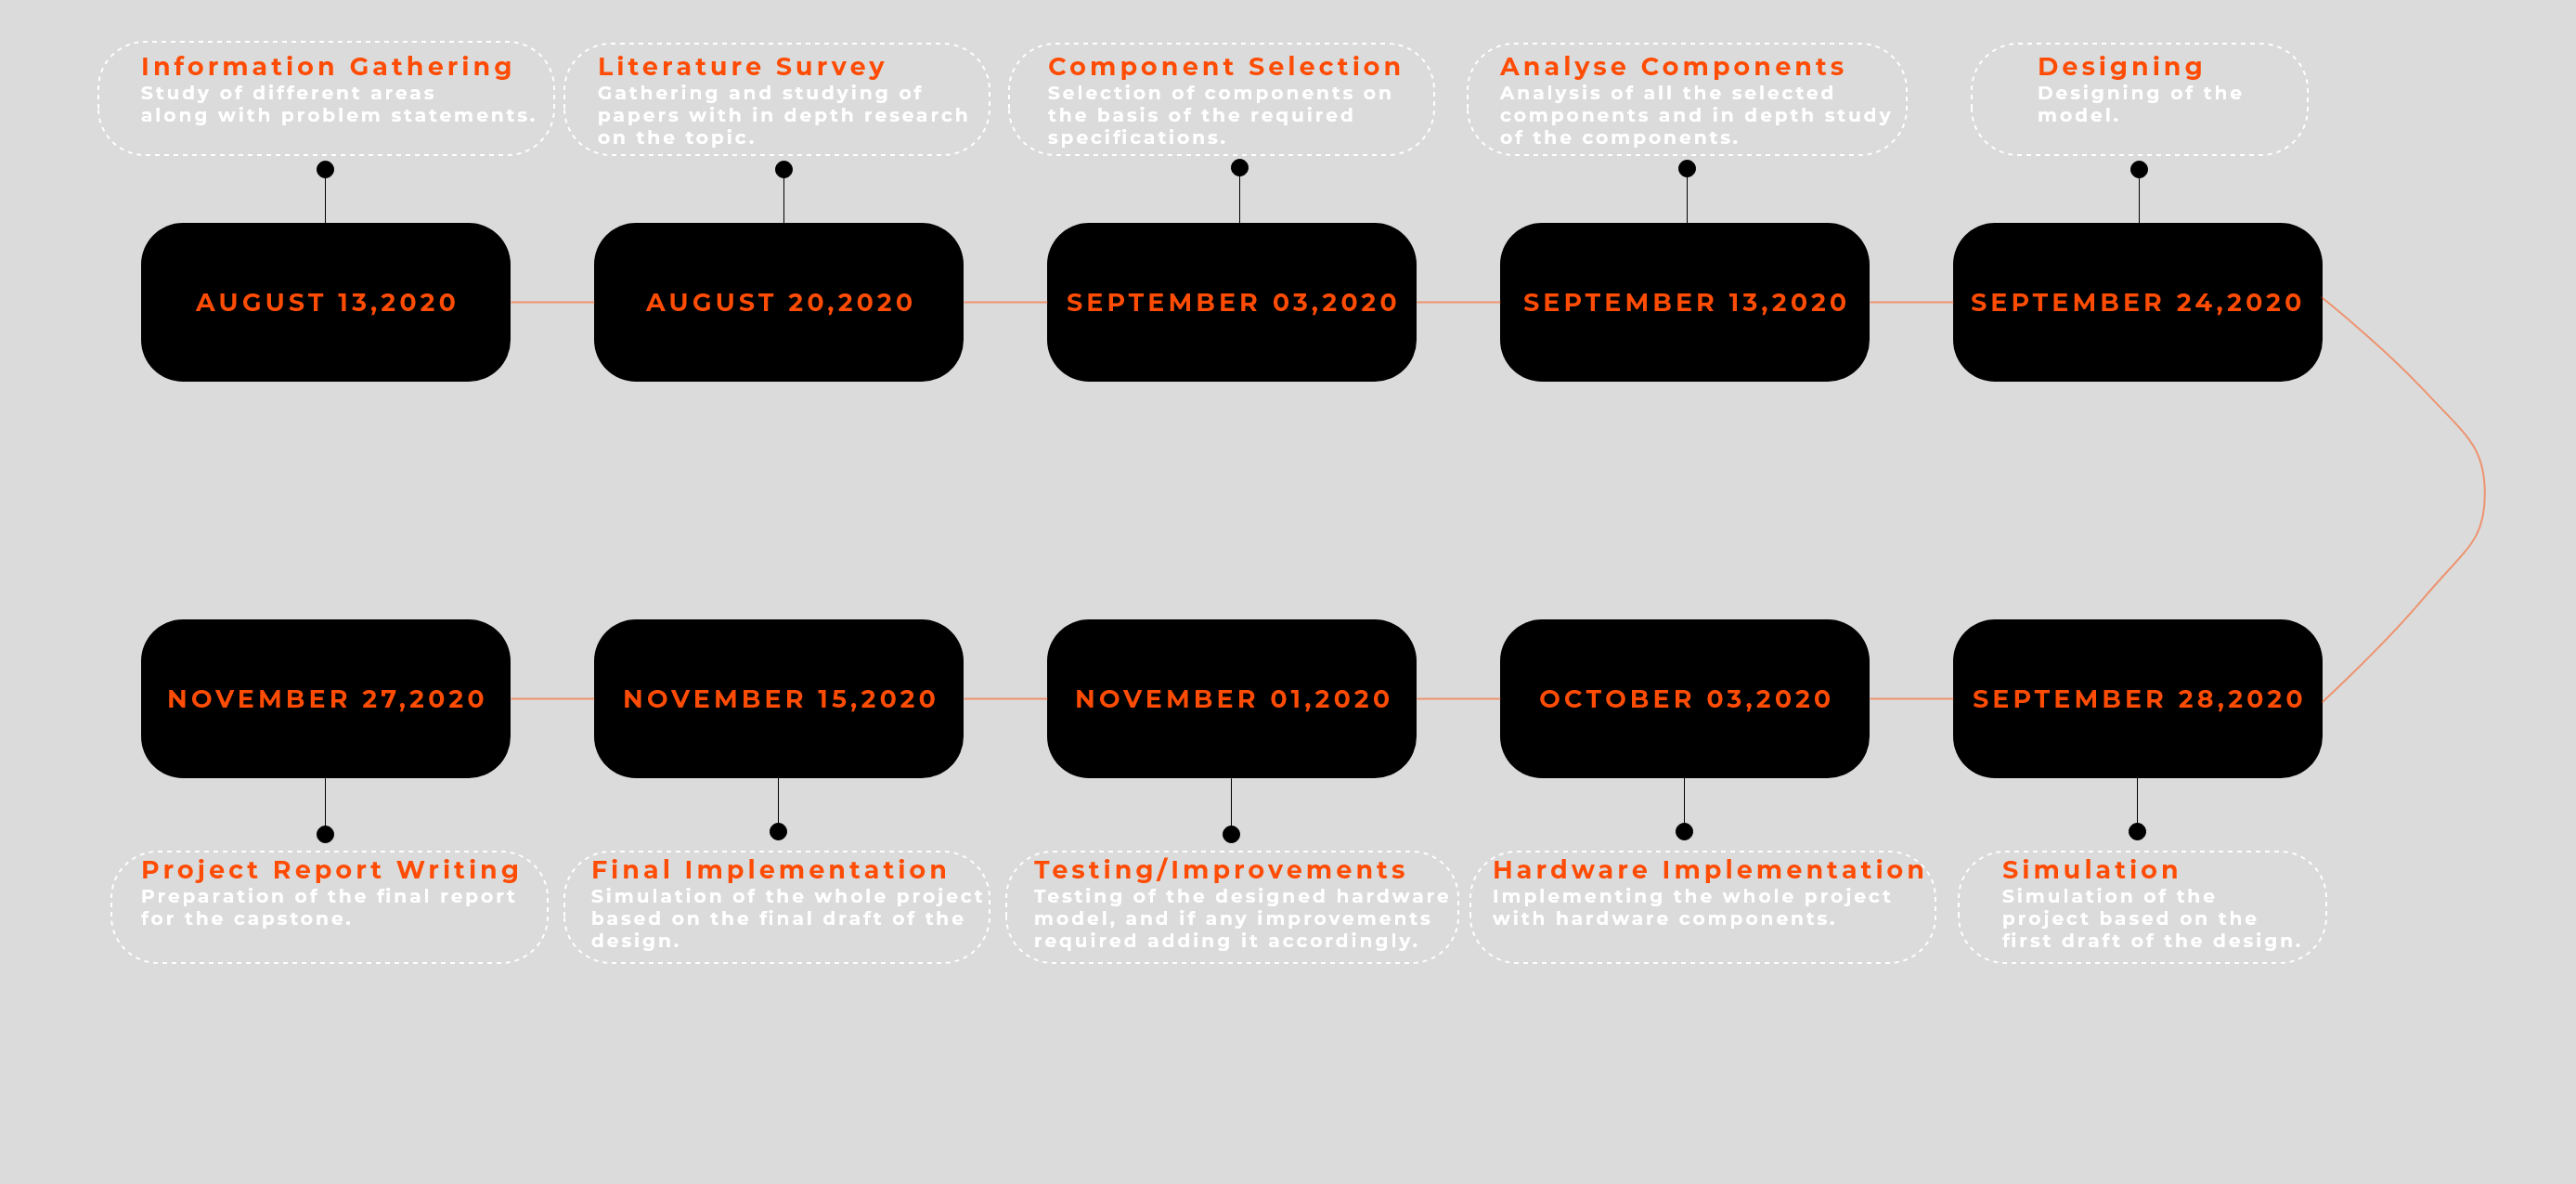 Information Gathering
Study of different areas
along with problem statements.
Literature Survey
Gathering and studying of
papers with in depth research
on the topic.
Component Selection
Selection of components on
the basis of the required
specifications.
Analyse Components
Analysis of all the selected
components and in depth study
of the components.
Designing
Designing of the
model.
AUGUST 13,2020
AUGUST 20,2020
SEPTEMBER 03,2020
SEPTEMBER 13,2020
SEPTEMBER 24,2020
NOVEMBER 27,2020
NOVEMBER 15,2020
NOVEMBER 01,2020
OCTOBER 03,2020
SEPTEMBER 28,2020
Project Report Writing
Preparation of the final report
for the capstone.
Final Implementation
Simulation of the whole project
based on the final draft of the
design.
Testing/Improvements
Testing of the designed hardware
model, and if any improvements
required adding it accordingly.
Hardware Implementation
Implementing the whole project
with hardware components.
Simulation
Simulation of the
project based on the
first draft of the design.